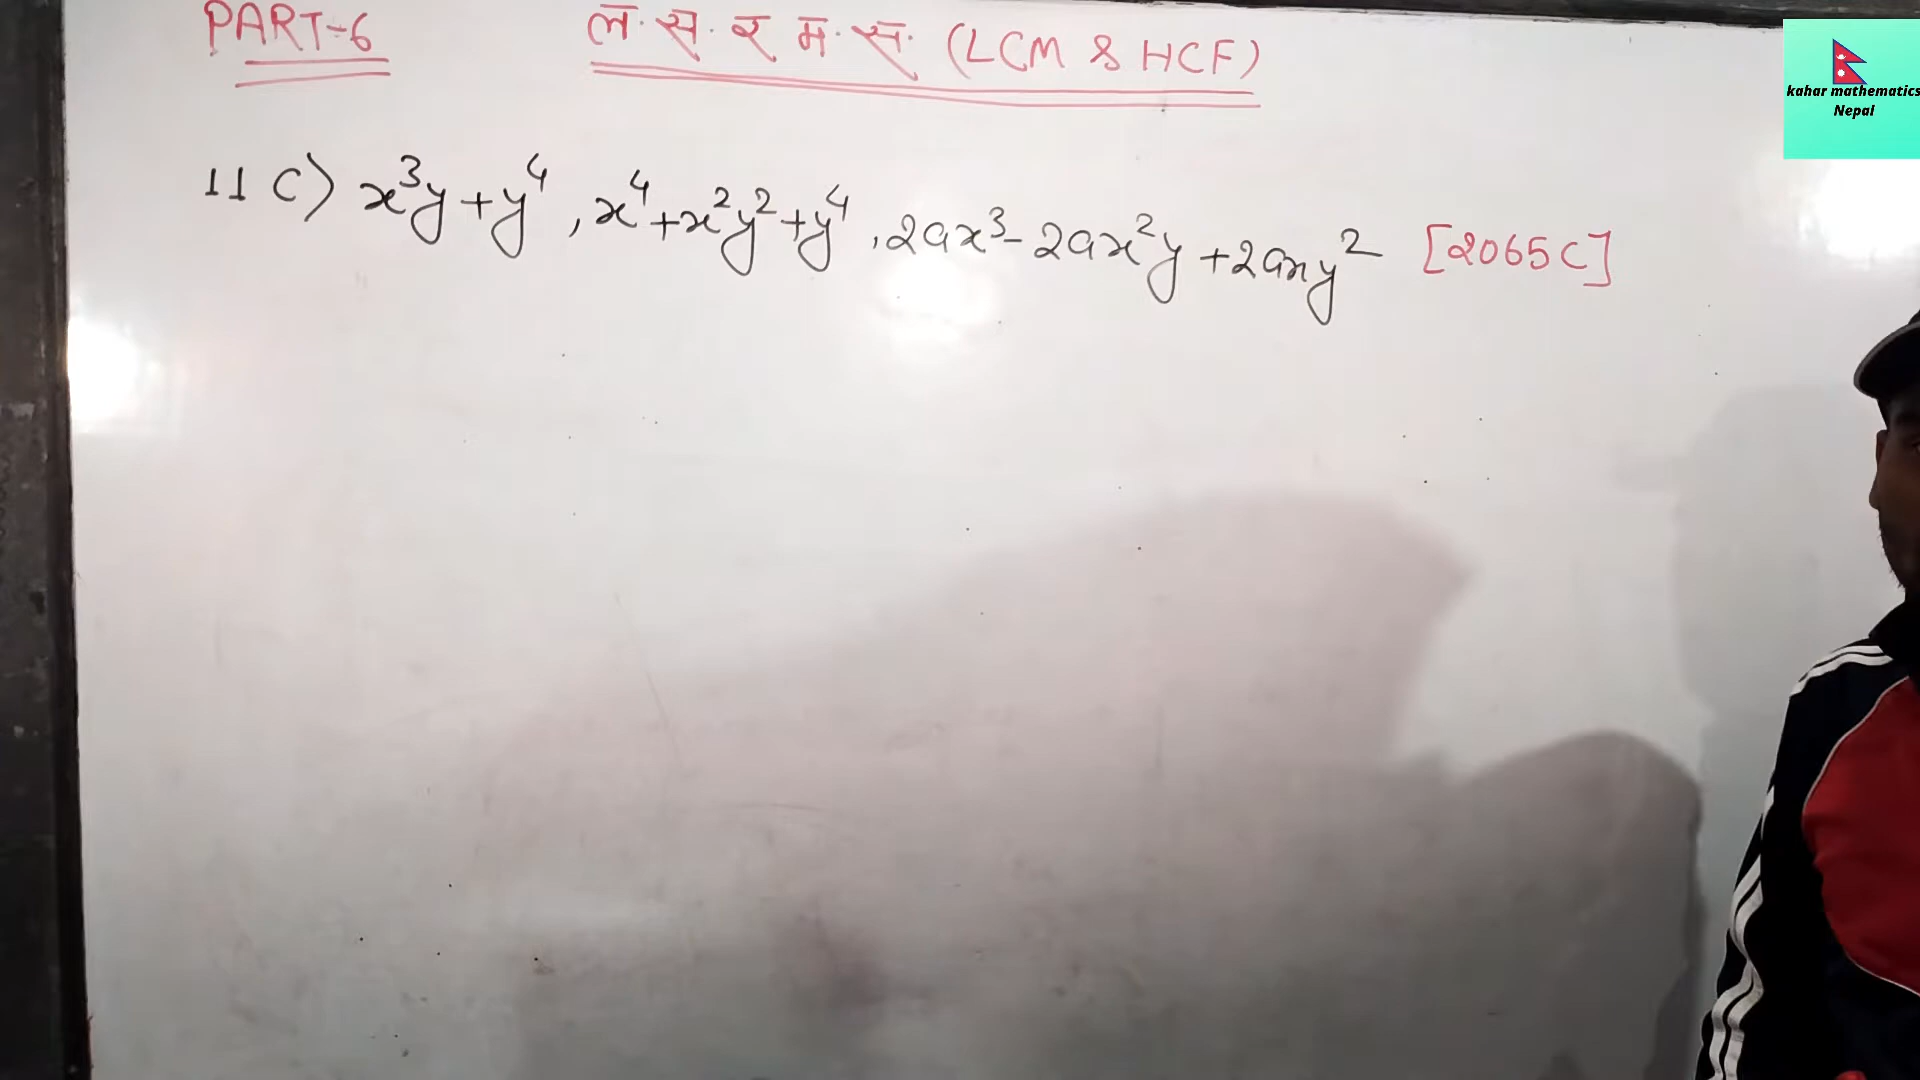 PART-6 ल. स. र म. स. (LCM & HCF)
kahar mathematics
Nepal
11 C) x³y+y⁴, x⁴+x²y²+y⁴, 2ax³-2ax²y+2axy² [2065C]